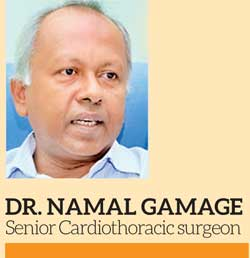 DR. NAMAL GAMAGE
Senior Cardiothoracic surgeon